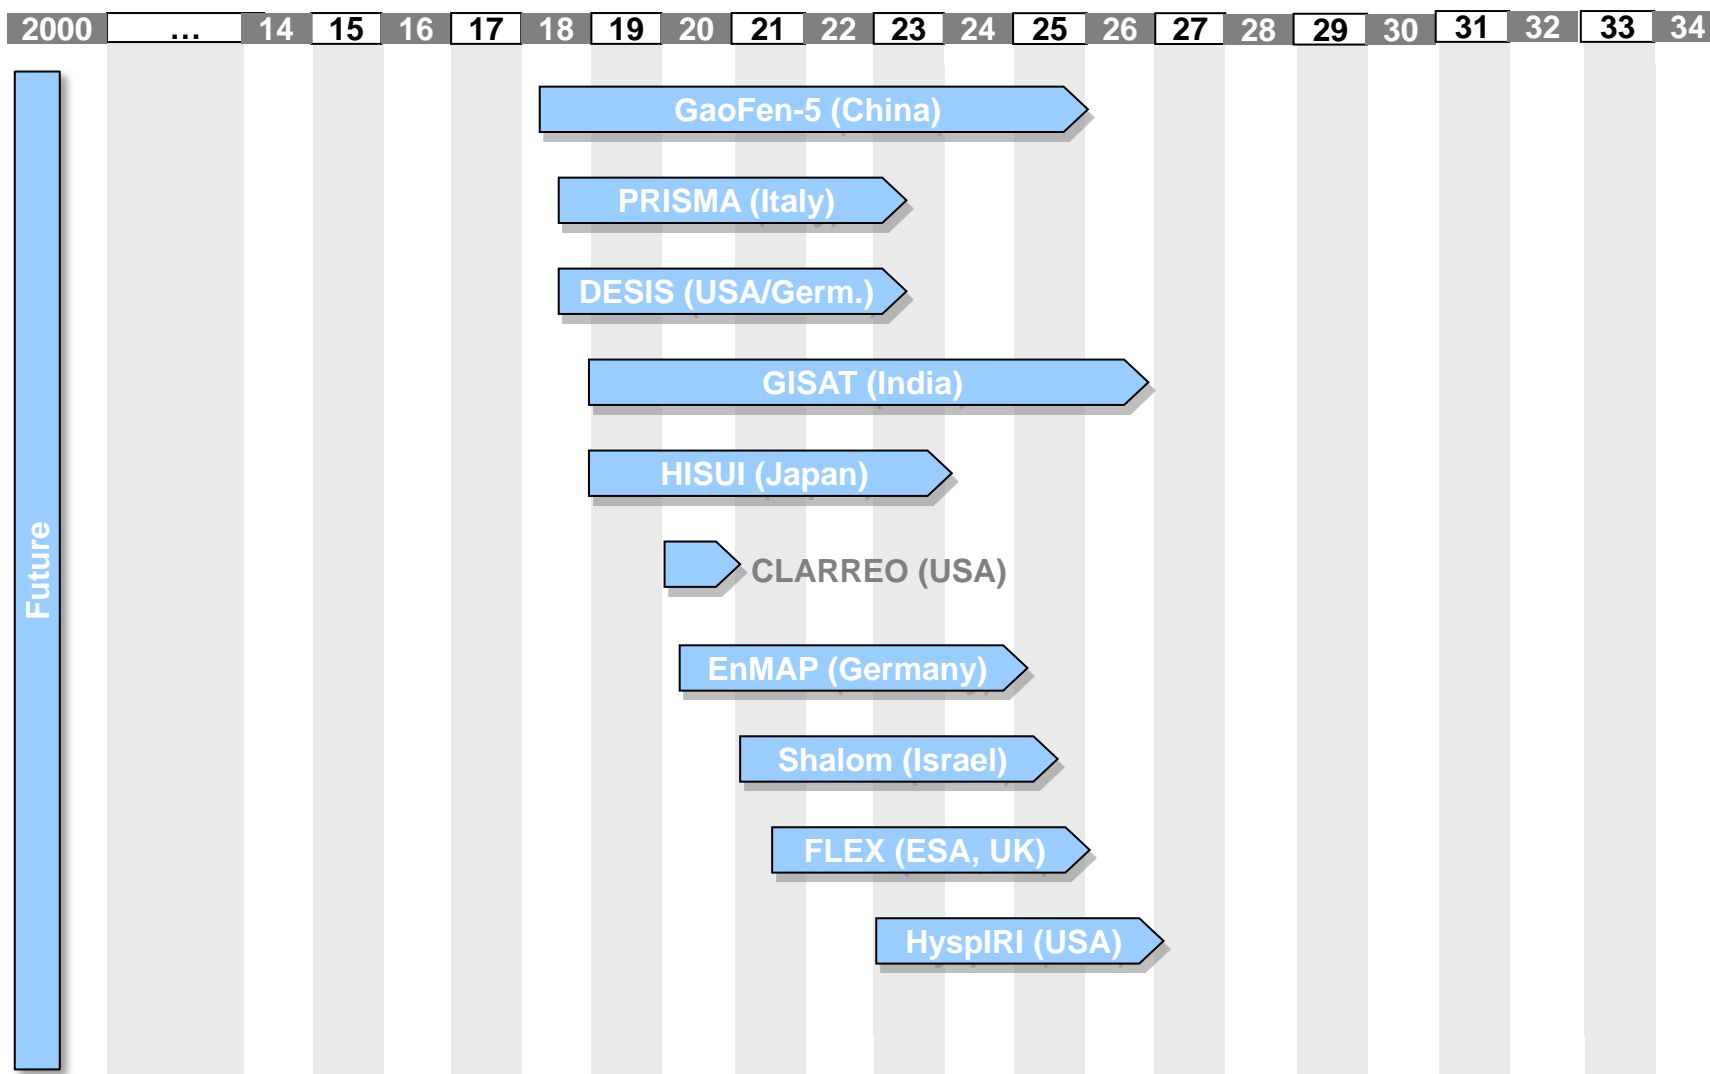 2000 ... 14 15 16 17 18 19 20 21 22 23 24 25 26 27 28 29 30 31 32 33 34
Future
GaoFen-5 (China)
PRISMA (Italy)
DESIS (USA/Germ.)
GISAT (India)
HISUI (Japan)
CLARREO (USA)
EnMAP (Germany)
Shalom (Israel)
FLEX (ESA, UK)
HyspIRI (USA)